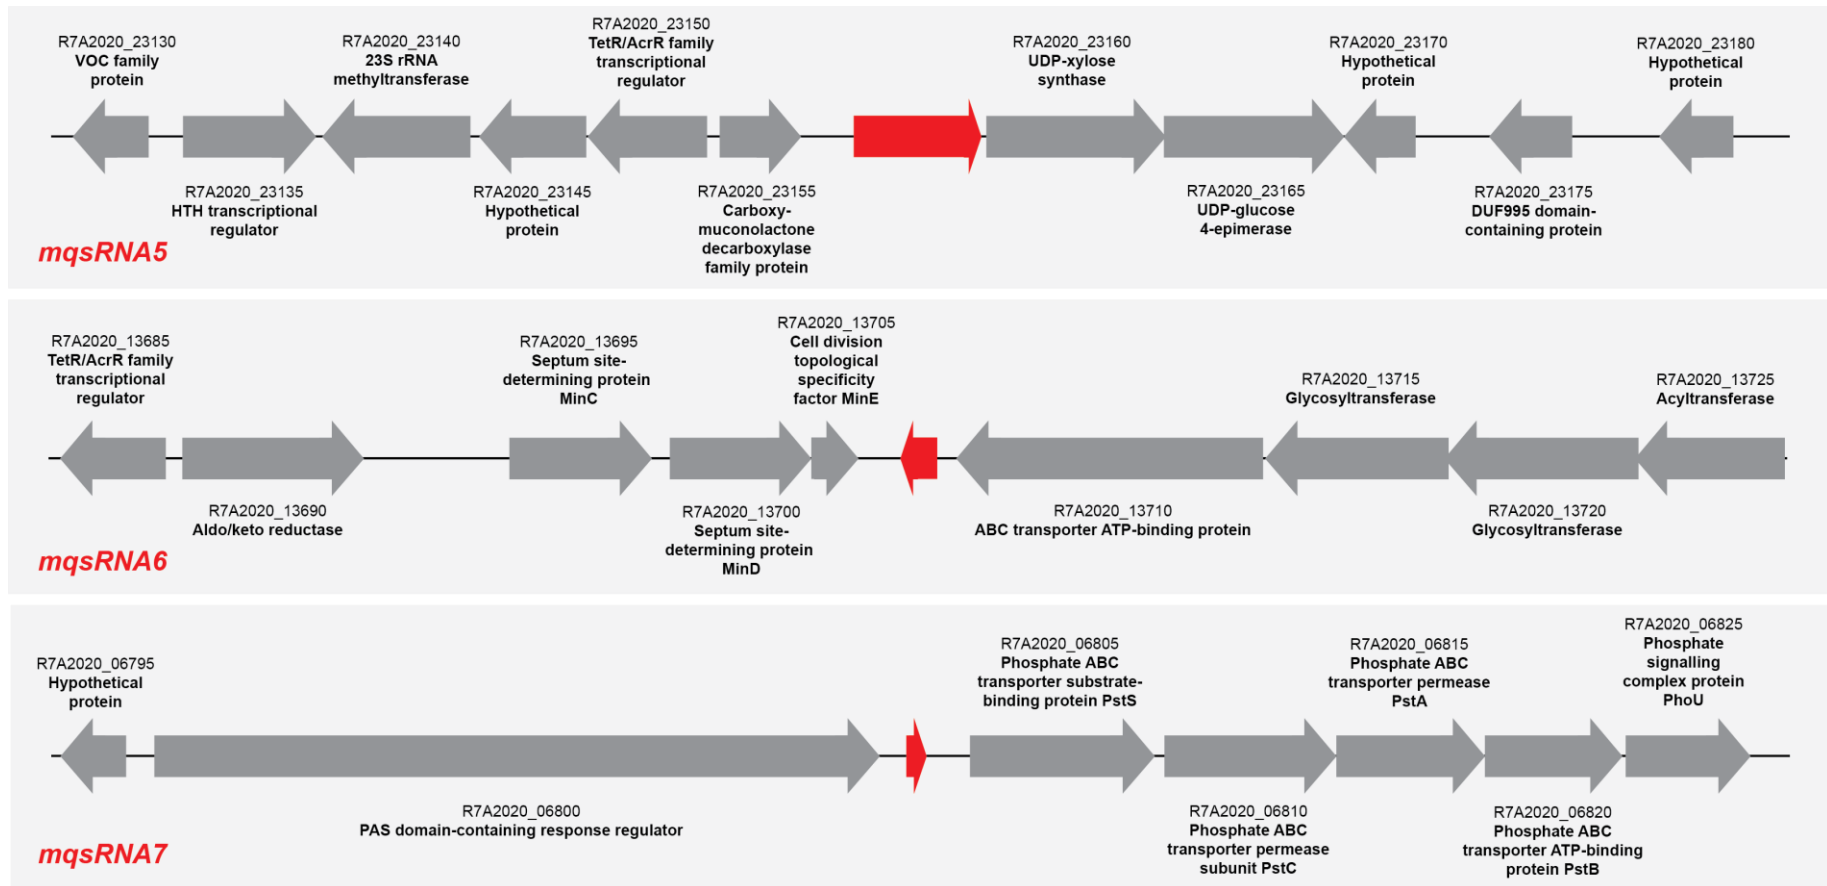 R7A2020_23130
VOC family
protein
R7A2020_23140
23S rRNA
methyltransferase
R7A2020_23150
TetR/AcrR family
transcriptional
regulator
R7A2020_23160
UDP-xylose
synthase
R7A2020_23170
Hypothetical
protein
R7A2020_23180
Hypothetical
protein
R7A2020_23135
HTH transcriptional
regulator
R7A2020_23145
Hypothetical
protein
R7A2020_23155
Carboxy-
muconolactone
decarboxylase
family protein
R7A2020_23165
UDP-glucose
4-epimerase
R7A2020_23175
DUF995 domain-
containing protein
mqsRNA5
R7A2020_13685
TetR/AcrR family
transcriptional
regulator
R7A2020_13695
Septum site-
determining protein
MinC
R7A2020_13705
Cell division
topological
specificity
factor MinE
R7A2020_13715
Glycosyltransferase
R7A2020_13725
Acyltransferase
R7A2020_13690
Aldo/keto reductase
R7A2020_13700
Septum site-
determining protein
MinD
R7A2020_13710
ABC transporter ATP-binding protein
R7A2020_13720
Glycosyltransferase
mqsRNA6
R7A2020_06795
Hypothetical
protein
R7A2020_06805
Phosphate ABC
transporter substrate-
binding protein PstS
R7A2020_06815
Phosphate ABC
transporter permease
PstA
R7A2020_06825
Phosphate
signalling
complex protein
PhoU
R7A2020_06800
PAS domain-containing response regulator
R7A2020_06810
Phosphate ABC
transporter permease
subunit PstC
R7A2020_06820
Phosphate ABC
transporter ATP-binding
protein PstB
mqsRNA7